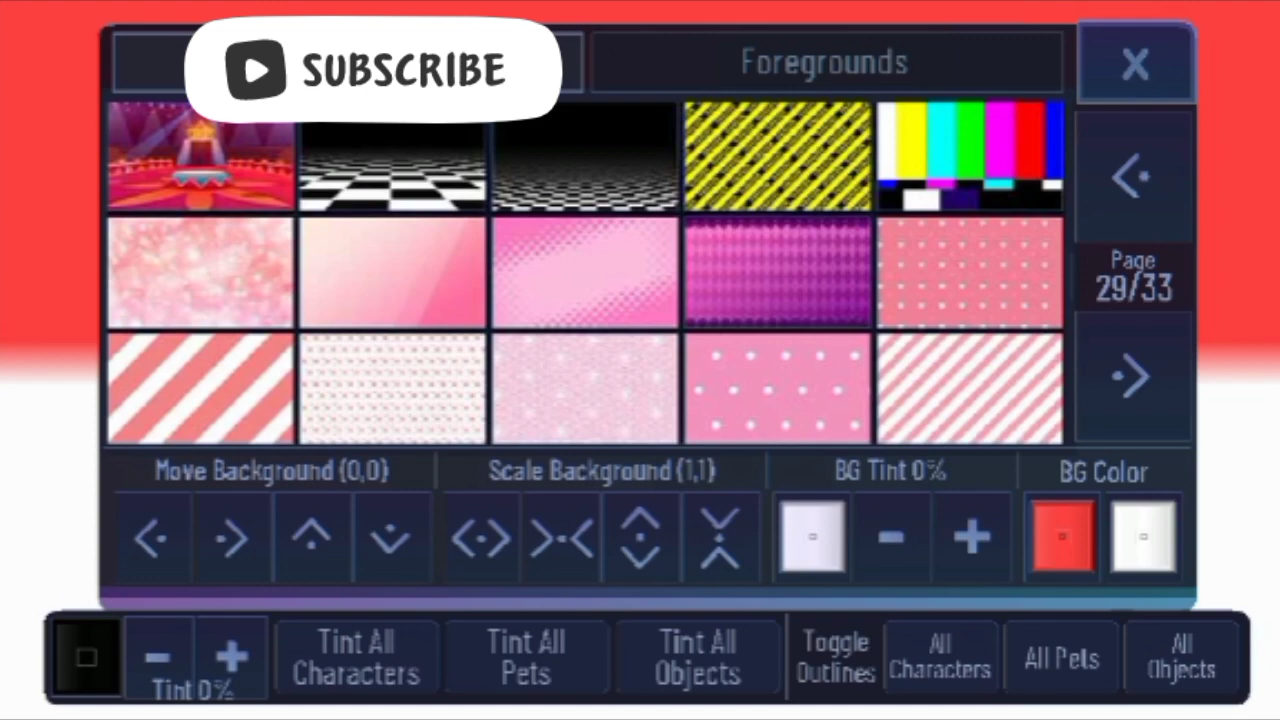 SUBSCRIBE
Foregrounds
X
Page
29/33
Move Background (0,0)
Scale Background (1,1)
BG Tint 0%
BG Color
Tint 0%
Tint All
Characters
Tint All
Pets
Tint All
Objects
Toggle
Outlines
All
Characters
All Pets
All
Objects